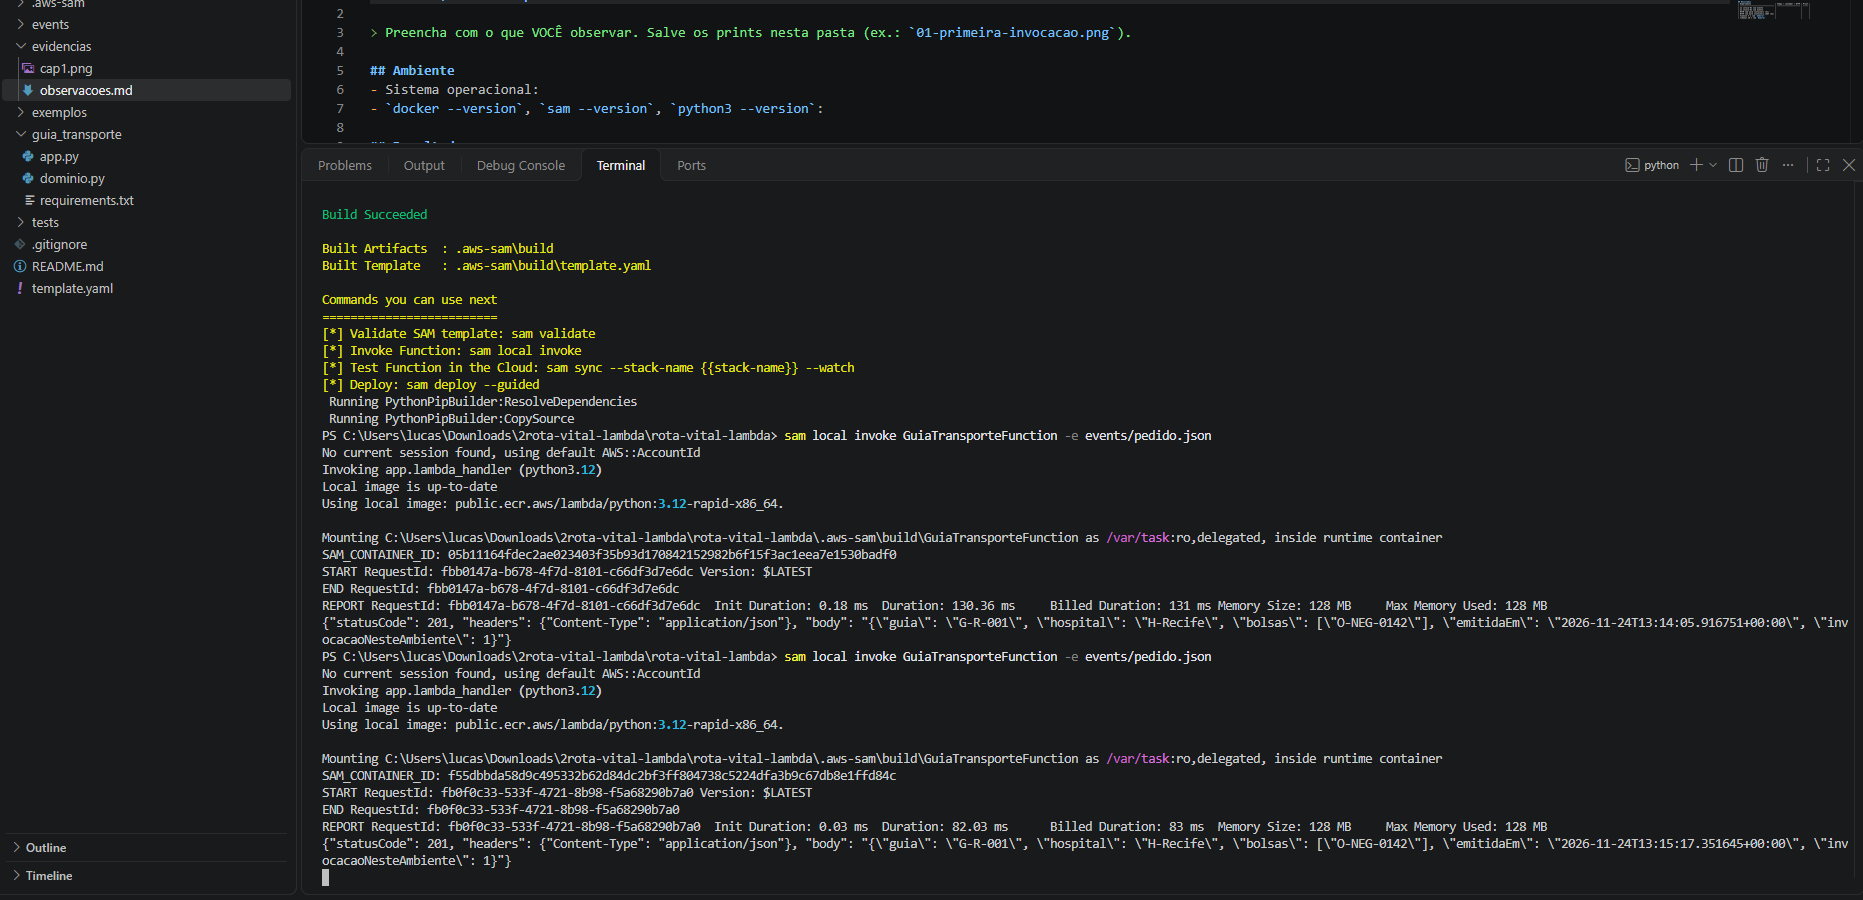 .aws-sam
events
evidencias
cap1.png
observacoes.md
exemplos
guia_transporte
app.py
dominio.py
requirements.txt
tests
.gitignore
README.md
template.yaml
Outline
Timeline
2
3 > Preencha com o que VOCÊ observar. Salve os prints nesta pasta (ex.: `01-primeira-invocacao.png`).
4
5 ## Ambiente
6 - Sistema operacional:
7 - `docker --version`, `sam --version`, `python3 --version`:
8
Problems Output Debug Console Terminal Ports
python
Build Succeeded
Built Artifacts  : .aws-sam\build
Built Template   : .aws-sam\build\template.yaml
Commands you can use next
=========================
[*] Validate SAM template: sam validate
[*] Invoke Function: sam local invoke
[*] Test Function in the Cloud: sam sync --stack-name {{stack-name}} --watch
[*] Deploy: sam deploy --guided
Running PythonPipBuilder:ResolveDependencies
Running PythonPipBuilder:CopySource
PS C:\Users\lucas\Downloads\2rota-vital-lambda\rota-vital-lambda> sam local invoke GuiaTransporteFunction -e events/pedido.json
No current session found, using default AWS::AccountId
Invoking app.lambda_handler (python3.12)
Local image is up-to-date
Using local image: public.ecr.aws/lambda/python:3.12-rapid-x86_64.
Mounting C:\Users\lucas\Downloads\2rota-vital-lambda\rota-vital-lambda\.aws-sam\build\GuiaTransporteFunction as /var/task:ro,delegated, inside runtime container
SAM_CONTAINER_ID: 05b11164fdec2ae023403f35b93d170842152982b6f15f3ac1eea7e1530badf0
START RequestId: fbb0147a-b678-4f7d-8101-c66df3d7e6dc Version: $LATEST
END RequestId: fbb0147a-b678-4f7d-8101-c66df3d7e6dc
REPORT RequestId: fbb0147a-b678-4f7d-8101-c66df3d7e6dc  Init Duration: 0.18 ms  Duration: 130.36 ms     Billed Duration: 131 ms Memory Size: 128 MB     Max Memory Used: 128 MB
{"statusCode": 201, "headers": {"Content-Type": "application/json"}, "body": "{\"guia\": \"G-R-001\", \"hospital\": \"H-Recife\", \"bolsas\": [\"O-NEG-0142\"], \"emitidaEm\": \"2026-11-24T13:14:05.916751+00:00\", \"inv
ocacaoNesteAmbiente\": 1}"}
PS C:\Users\lucas\Downloads\2rota-vital-lambda\rota-vital-lambda> sam local invoke GuiaTransporteFunction -e events/pedido.json
No current session found, using default AWS::AccountId
Invoking app.lambda_handler (python3.12)
Local image is up-to-date
Using local image: public.ecr.aws/lambda/python:3.12-rapid-x86_64.
Mounting C:\Users\lucas\Downloads\2rota-vital-lambda\rota-vital-lambda\.aws-sam\build\GuiaTransporteFunction as /var/task:ro,delegated, inside runtime container
SAM_CONTAINER_ID: f55dbbda58d9c495332b62d84dc2bf3ff804738c5224dfa3b9c67db8e1ffd84c
START RequestId: fb0f0c33-533f-4721-8b98-f5a68290b7a0 Version: $LATEST
END RequestId: fb0f0c33-533f-4721-8b98-f5a68290b7a0
REPORT RequestId: fb0f0c33-533f-4721-8b98-f5a68290b7a0  Init Duration: 0.03 ms  Duration: 82.03 ms      Billed Duration: 83 ms  Memory Size: 128 MB     Max Memory Used: 128 MB
{"statusCode": 201, "headers": {"Content-Type": "application/json"}, "body": "{\"guia\": \"G-R-001\", \"hospital\": \"H-Recife\", \"bolsas\": [\"O-NEG-0142\"], \"emitidaEm\": \"2026-11-24T13:15:17.351645+00:00\", \"inv
ocacaoNesteAmbiente\": 1}"}